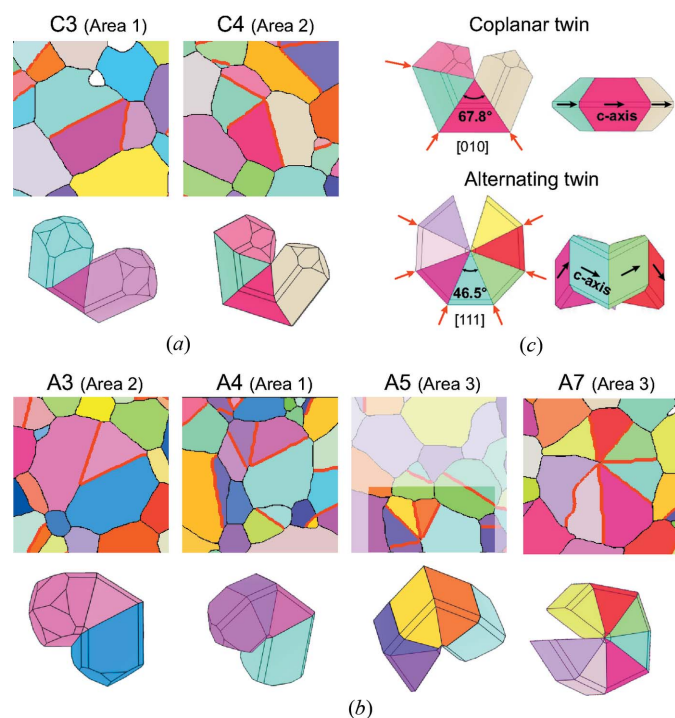 C3 (Area 1)
C4 (Area 2)
Coplanar twin
67.8°
[010]
c-axis
Alternating twin
46.5°
[111]
c-axis
(a)
(c)
A3 (Area 2)
A4 (Area 1)
A5 (Area 3)
A7 (Area 3)
(b)